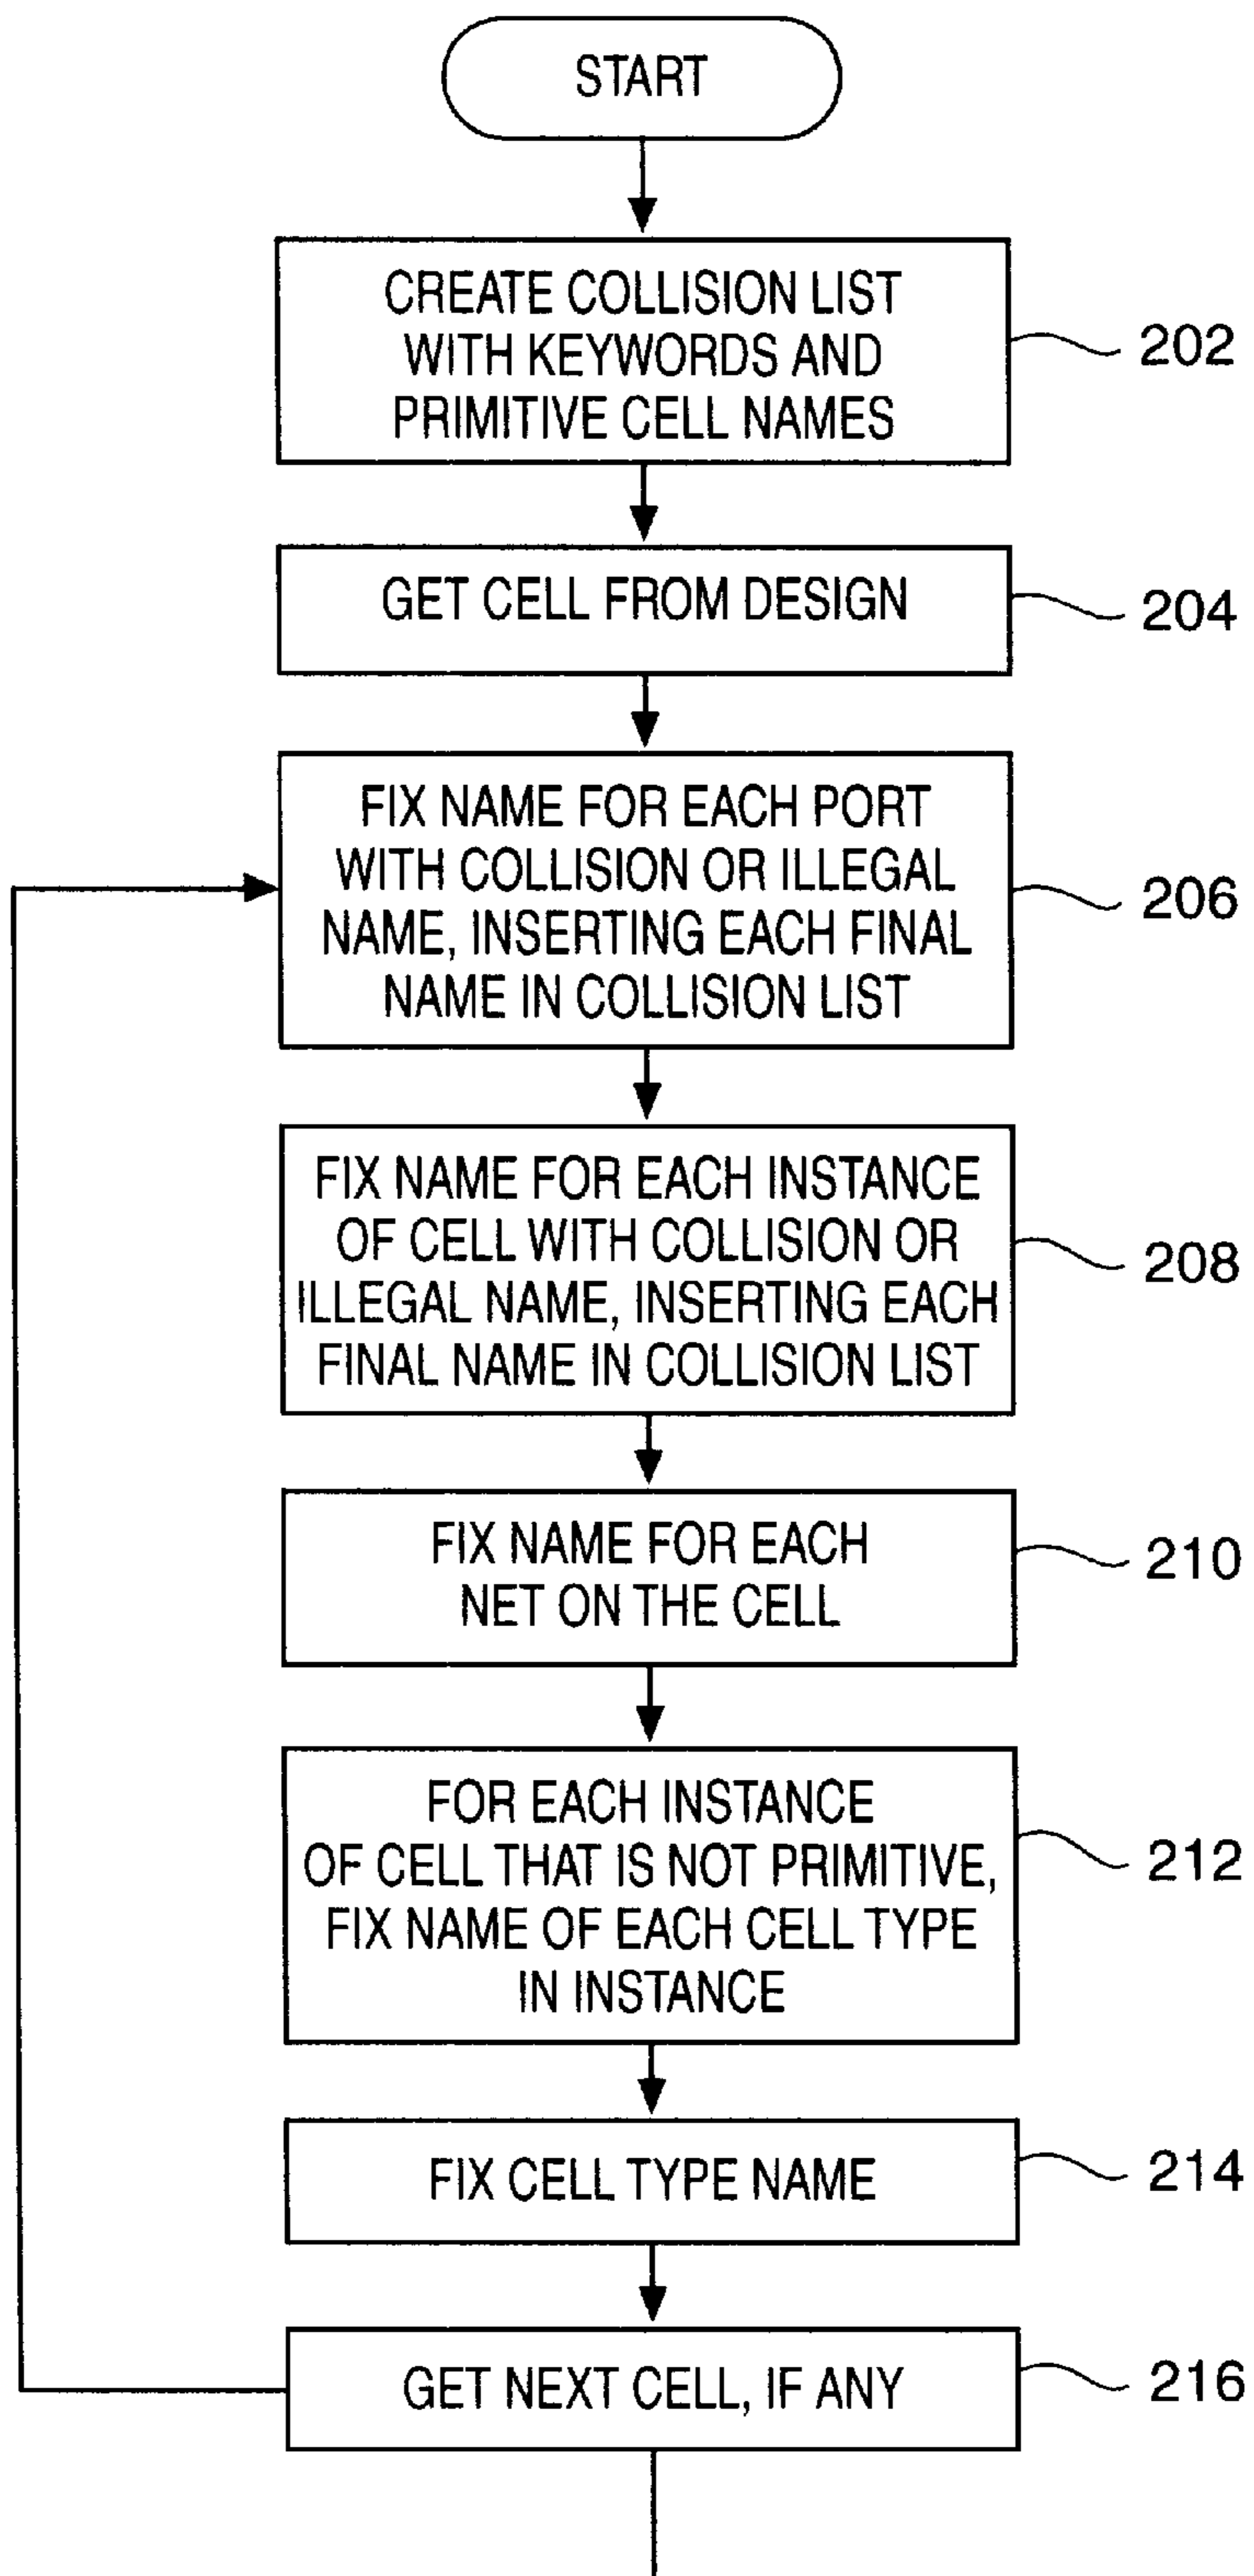 START
CREATE COLLISION LIST
WITH KEYWORDS AND
PRIMITIVE CELL NAMES
202
GET CELL FROM DESIGN
204
FIX NAME FOR EACH PORT
WITH COLLISION OR ILLEGAL
NAME, INSERTING EACH FINAL
NAME IN COLLISION LIST
206
FIX NAME FOR EACH INSTANCE
OF CELL WITH COLLISION OR
ILLEGAL NAME, INSERTING EACH
FINAL NAME IN COLLISION LIST
208
FIX NAME FOR EACH
NET ON THE CELL
210
FOR EACH INSTANCE
OF CELL THAT IS NOT PRIMITIVE,
FIX NAME OF EACH CELL TYPE
IN INSTANCE
212
FIX CELL TYPE NAME
214
GET NEXT CELL, IF ANY
216